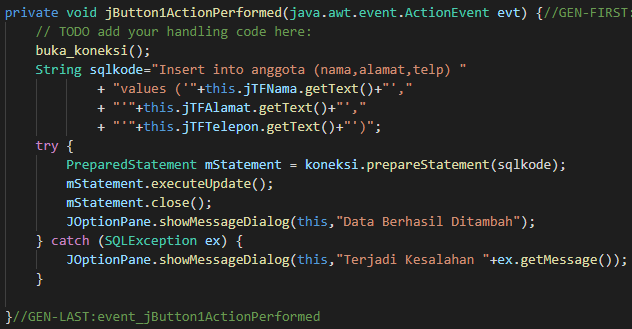 private void jButton1ActionPerformed(java.awt.event.ActionEvent evt) {//GEN-FIRST:
// TODO add your handling code here:
buka_koneksi();
String sqlkode="Insert into anggota (nama,alamat,telp) "
+ "values ('"+this.jTFNama.getText()+"',"
+ "'"+this.jTFAlamat.getText()+"',"
+ "'"+this.jTFTelepon.getText()+"')";
try {
PreparedStatement mStatement = koneksi.prepareStatement(sqlkode);
mStatement.executeUpdate();
mStatement.close();
JOptionPane.showMessageDialog(this,"Data Berhasil Ditambah");
} catch (SQLException ex) {
JOptionPane.showMessageDialog(this,"Terjadi Kesalahan "+ex.getMessage());
}
}//GEN-LAST:event_jButton1ActionPerformed